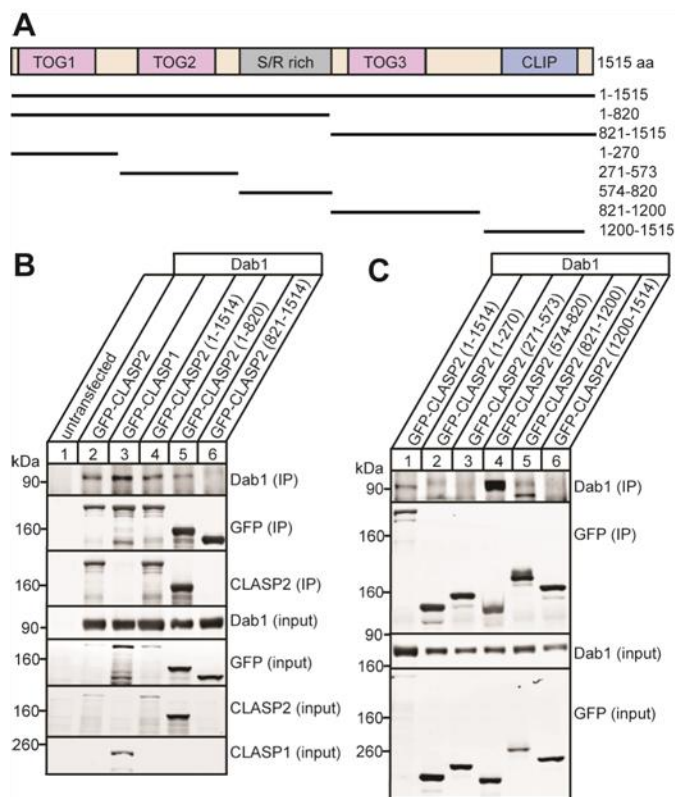 A
TOG1 TOG2 S/R rich TOG3 CLIP 1515 aa
1-1515
1-820
821-1515
1-270
271-573
574-820
821-1200
1200-1515
B
Dab1
untransfected
GFP-CLASP2
GFP-CLASP1
GFP-CLASP2 (1-1514)
GFP-CLASP2 (1-820)
GFP-CLASP2 (821-1514)
kDa 1 2 3 4 5 6
90 Dab1 (IP)
GFP (IP)
160
CLASP2 (IP)
160
90 Dab1 (input)
160 GFP (input)
160 CLASP2 (input)
260 CLASP1 (input)
C
Dab1
GFP-CLASP2 (1-1514)
GFP-CLASP2 (1-270)
GFP-CLASP2 (271-573)
GFP-CLASP2 (574-820)
GFP-CLASP2 (821-1200)
GFP-CLASP2 (1200-1514)
kDa 1 2 3 4 5 6
90 Dab1 (IP)
160 GFP (IP)
160
90 Dab1 (input)
160
GFP (input)
160
260